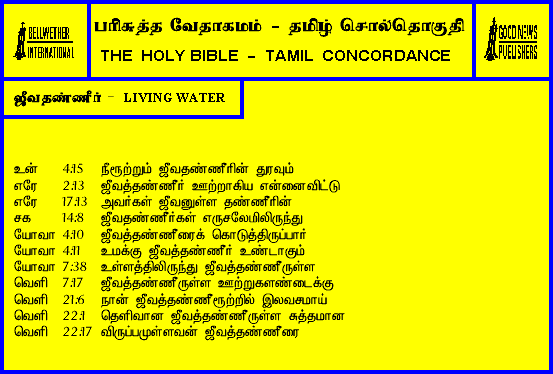 BELLWETHER
INTERNATIONAL
பரிசுத்த வேதாகமம் - தமிழ் சொல்தொகுதி
THE HOLY BIBLE - TAMIL CONCORDANCE
GOOD NEWS
PUBLISHERS
ஜீவதண்ணீர் - LIVING WATER
உன் 4:15 நீரூற்றும் ஜீவதண்ணீரின் துரவும்
எரே 2:13 ஜீவத்தண்ணீர் ஊற்றாகிய என்னைவிட்டு
எரே 17:13 அவர்கள் ஜீவனுள்ள தண்ணீரின்
சக 14:8 ஜீவதண்ணீர்கள் எருசலேமிலிருந்து
யோவா 4:10 ஜீவத்தண்ணீரைக் கொடுத்திருப்பார்
யோவா 4:11 உமக்கு ஜீவத்தண்ணீர் உண்டாகும்
யோவா 7:38 உள்ளத்திலிருந்து ஜீவத்தண்ணீருள்ள
வெளி 7:17 ஜீவத்தண்ணீருள்ள ஊற்றுகளண்டைக்கு
வெளி 21:6 நான் ஜீவத்தண்ணீரூற்றில் இலவசமாய்
வெளி 22:1 தெளிவான ஜீவத்தண்ணீருள்ள சுத்தமான
வெளி 22:17 விருப்பமுள்ளவன் ஜீவத்தண்ணீரை